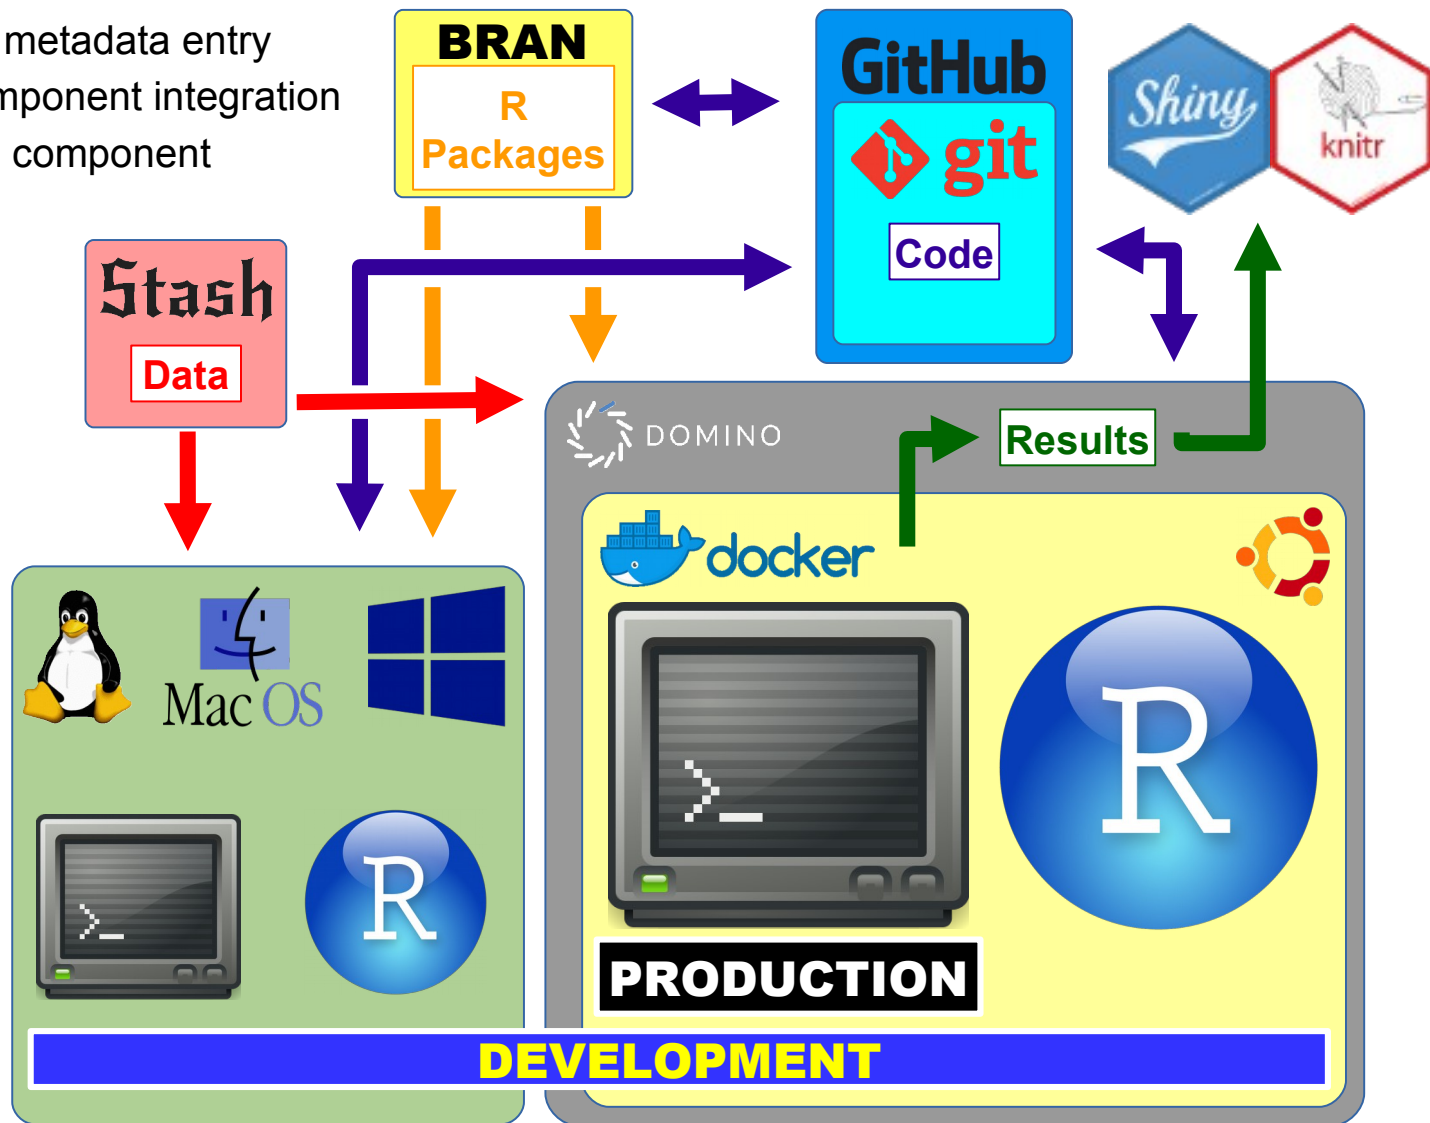 metadata entry
mponent integration
component
BRAN
R
Packages
GitHub
git
Code
Shiny
knitr
Stash
Data
DOMINO
Results
docker
Mac OS
>_
R
>_
R
PRODUCTION
DEVELOPMENT